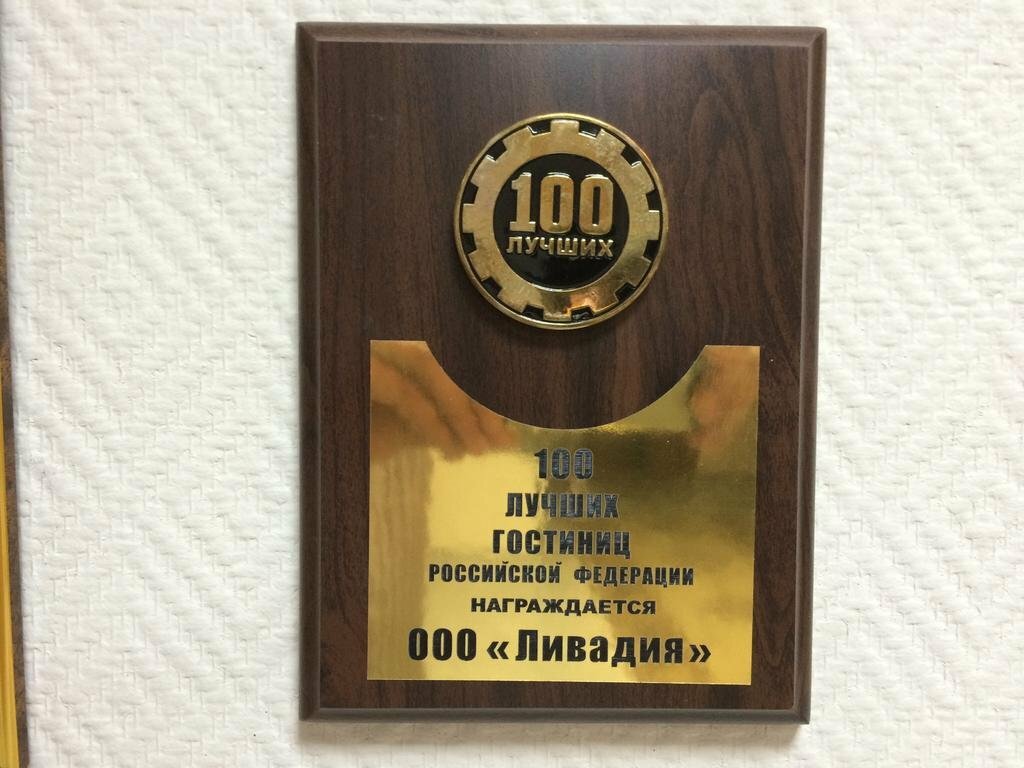 100
ЛУЧШИХ
100
ЛУЧШИХ
ГОСТИНИЦ
РОССИЙСКОЙ ФЕДЕРАЦИИ
НАГРАЖДАЕТСЯ
ООО «Ливадия»